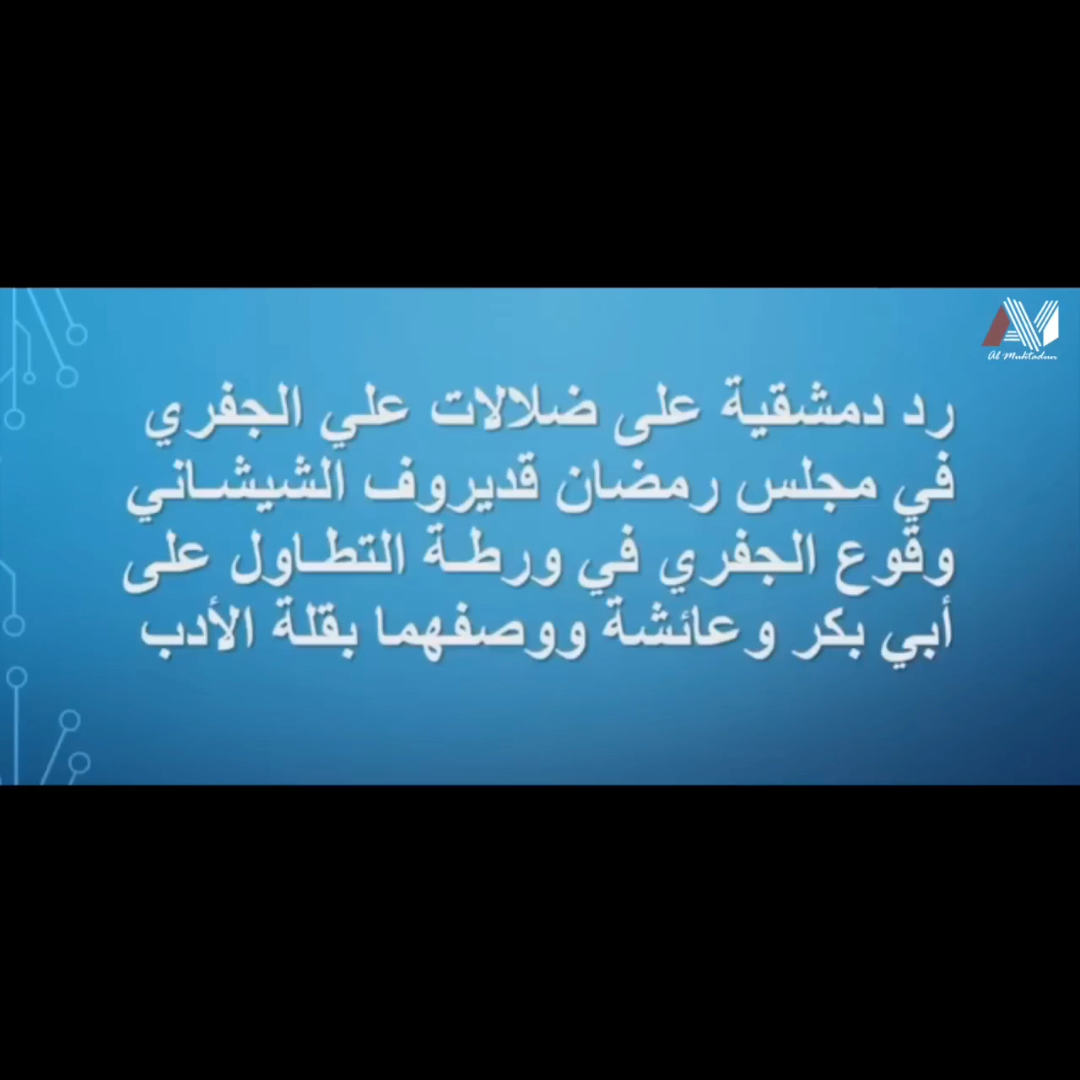 Al Muhtadun
رد دمشقية على ضلالات علي الجفري
في مجلس رمضان قديروف الشيشاني
وقوع الجفري في ورطة التطاول على
أبي بكر وعائشة ووصفهما بقلة الأدب